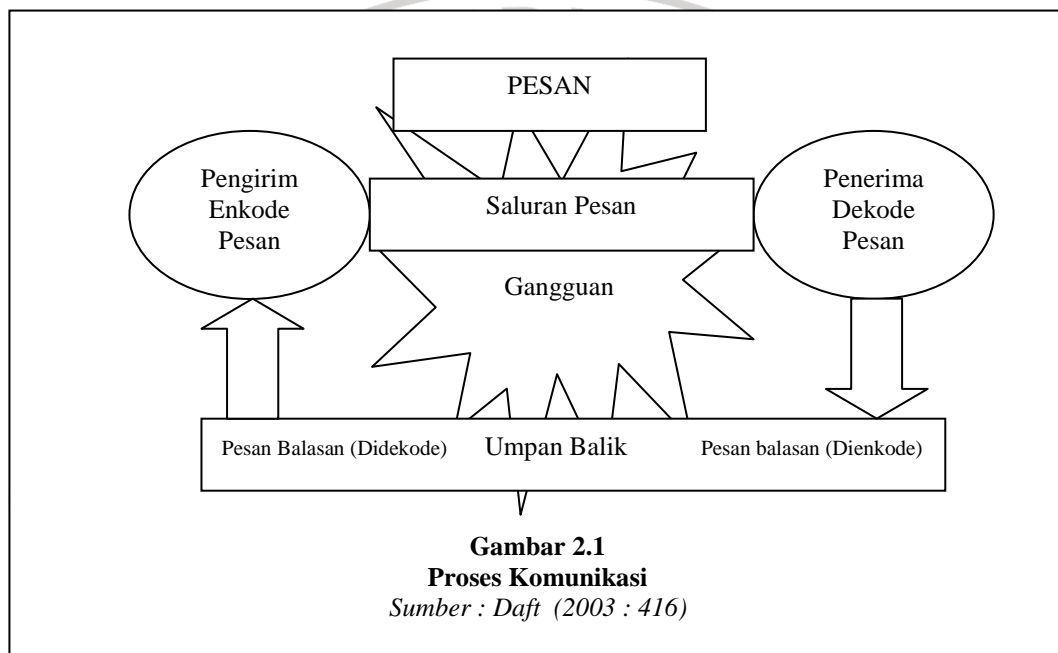 PESAN
Pengirim
Enkode
Pesan
Saluran Pesan
Penerima
Dekode
Pesan
Gangguan
Pesan Balasan (Didekode) Umpan Balik Pesan balasan (Dienkode)
Gambar 2.1
Proses Komunikasi
Sumber : Daft (2003 : 416)